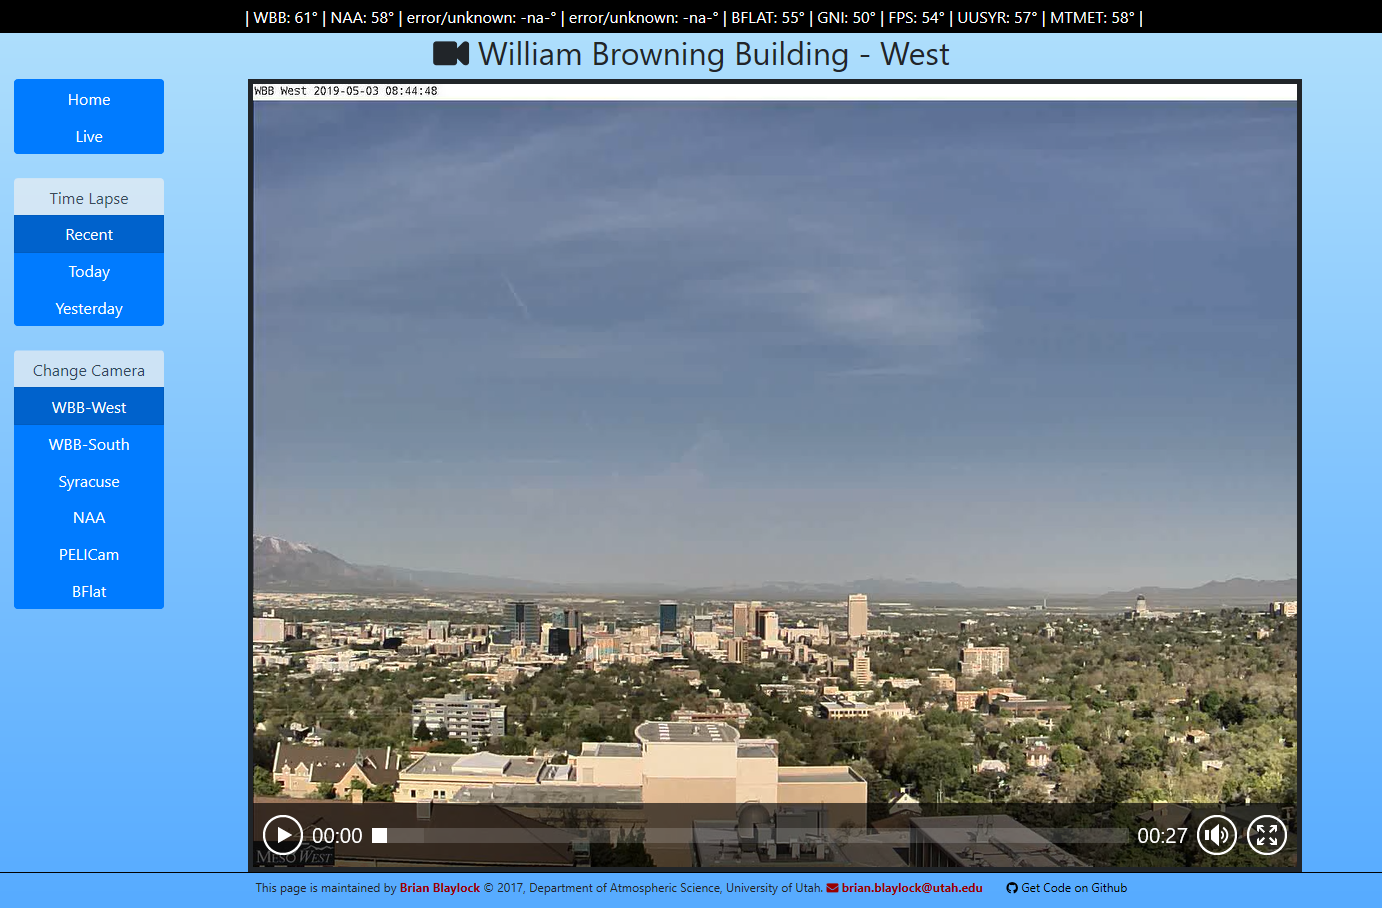 | WBB: 61° | NAA: 58° | error/unknown: -na-° | error/unknown: -na-° | BFLAT: 55° | GNI: 50° | FPS: 54° | UUSYR: 57° | MTMET: 58° |
William Browning Building - West
Home
Live
Time Lapse
Recent
Today
Yesterday
Change Camera
WBB-West
WBB-South
Syracuse
NAA
PELICam
BFlat
WBB West 2019-05-03 08:44:48
00:00
00:27
MESO WEST
This page is maintained by Brian Blaylock © 2017, Department of Atmospheric Science, University of Utah. brian.blaylock@utah.edu Get Code on Github